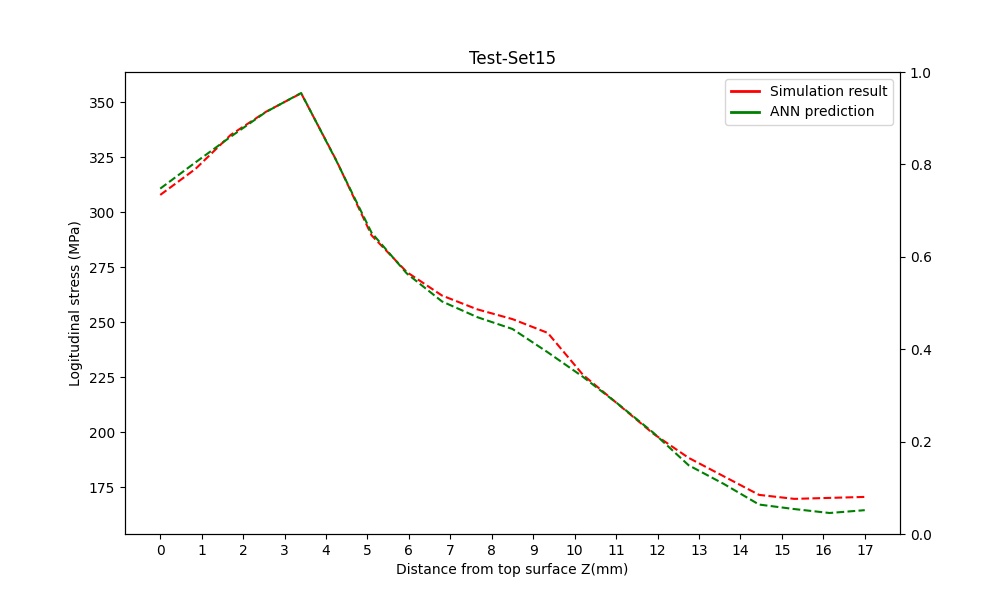 Test-Set15
Simulation result
ANN prediction
Logitudinal stress (MPa)
350
325
300
275
250
225
200
175
1.0
0.8
0.6
0.4
0.2
0.0
0 1 2 3 4 5 6 7 8 9 10 11 12 13 14 15 16 17
Distance from top surface Z(mm)